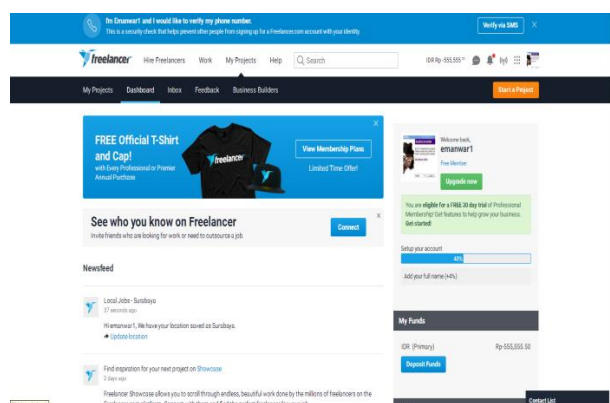 I'm Emanwar1 and I would like to verify my phone number.
This is a security check that helps prevent other people from signing up for a Freelancer.com account with your identity.
Verify via SMS
freelancer
Hire Freelancers
Work
My Projects
Help
Search
IDR Rp -555,555
My Projects
Dashboard
Inbox
Feedback
Business Builders
Start a Project
FREE Official T-Shirt
and Cap!
with Every Professional or Premier
Annual Purchase
freelancer
View Membership Plans
Limited Time Offer!
See who you know on Freelancer
Invite friends who are looking for work or need to outsource a job.
Connect
Newsfeed
Local Jobs - Surabaya
37 seconds ago
Hi emanwar1, We have your location saved as Surabaya.
Update location
Find inspiration for your next project on Showcase
2 days ago
Freelancer Showcase allows you to scroll through endless, beautiful work done by the millions of freelancers on the
Welcome back,
emanwar1
Free Member
Upgrade now
You are eligible for a FREE 30 day trial of Professional
Membership! Get features to help grow your business.
Get started!
Setup your account
40%
Add your full name (+4%)
My Funds
IDR (Primary)
Rp-555,555.50
Deposit Funds
Contact List